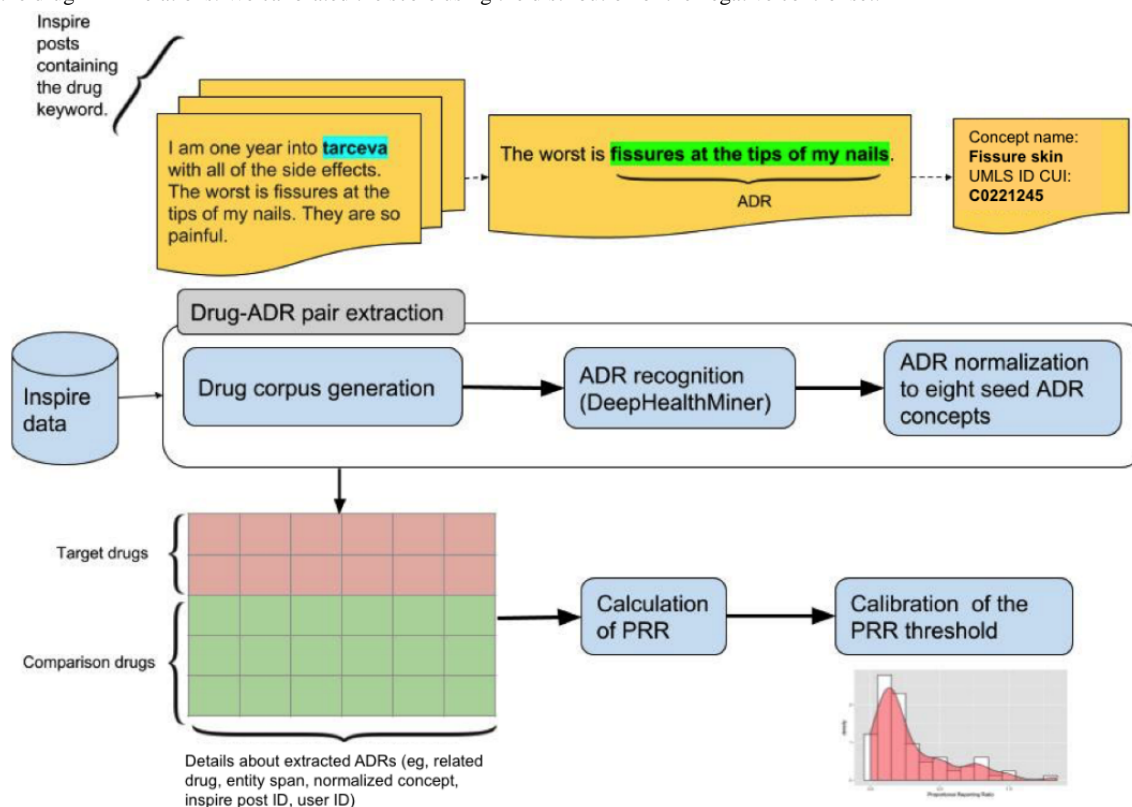 Inspire
posts
containing
the drug
keyword.
I am one year into tarceva
with all of the side effects.
The worst is fissures at the
tips of my nails. They are so
painful.
The worst is fissures at the tips of my nails.
ADR
Concept name:
Fissure skin
UMLS ID CUI:
C0221245
Drug-ADR pair extraction
Inspire
data
Drug corpus generation
ADR recognition
(DeepHealthMiner)
ADR normalization
to eight seed ADR
concepts
Target drugs
Comparison drugs
Calculation
of PRR
Calibration of the
PRR threshold
Details about extracted ADRs (eg, related
drug, entity span, normalized concept,
inspire post ID, user ID)
density
Proportional Reporting Ratio